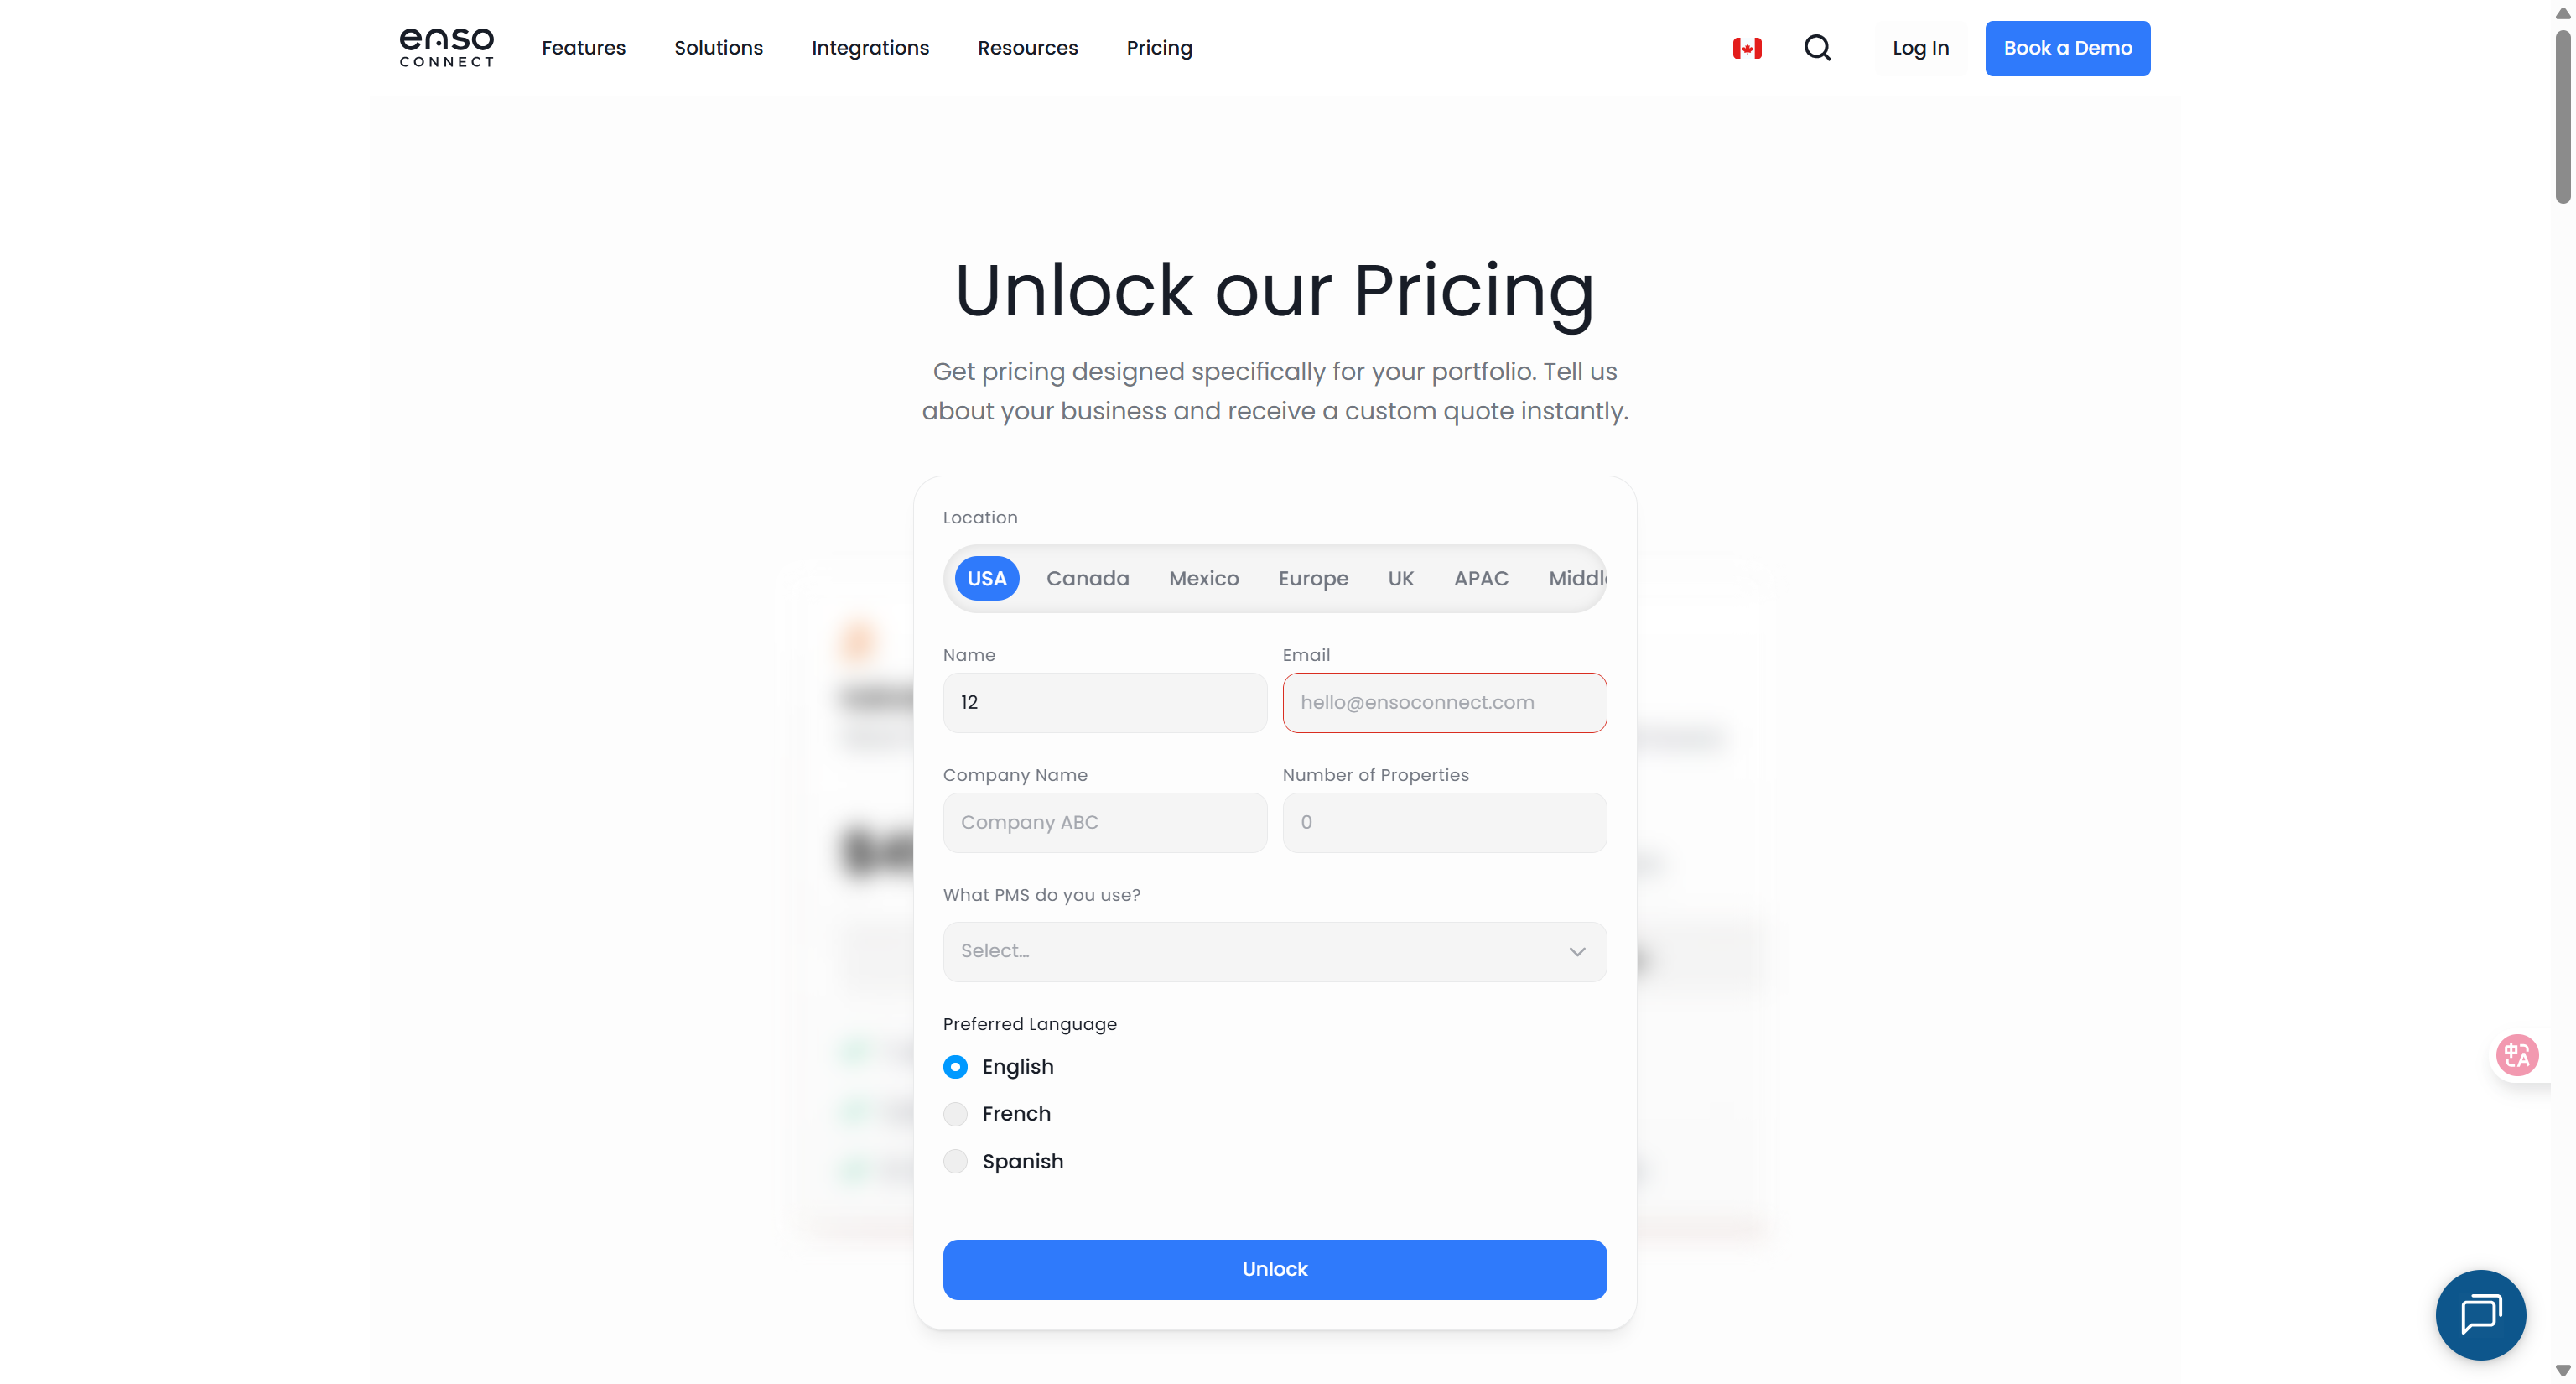 enso
CONNECT
Features
Solutions
Integrations
Resources
Pricing
Log In
Book a Demo
Unlock our Pricing
Get pricing designed specifically for your portfolio. Tell us
about your business and receive a custom quote instantly.
Location
USA
Canada
Mexico
Europe
UK
APAC
Name
Email
12
hello@ensoconnect.com
Company Name
Number of Properties
Company ABC
0
What PMS do you use?
Select...
Preferred Language
English
French
Spanish
Unlock
中 A